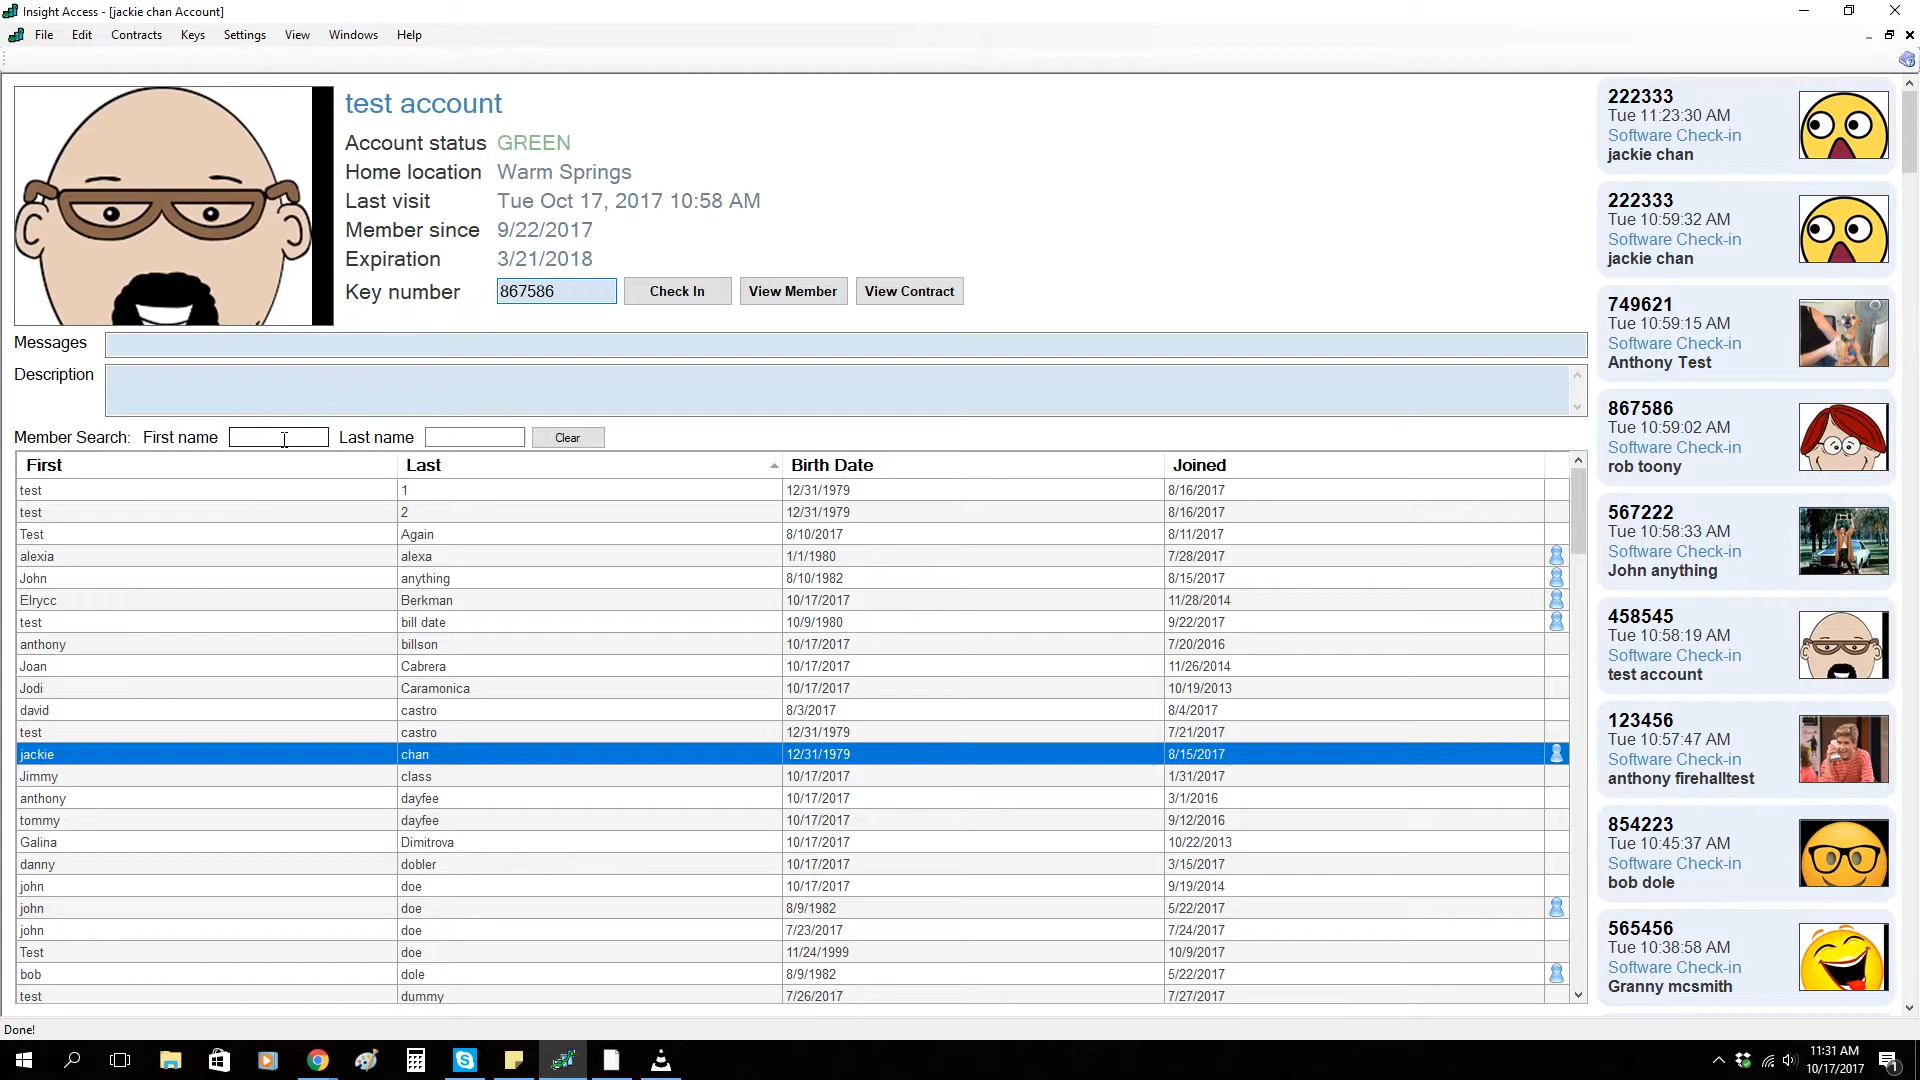 Insight Access - [jackie chan Account]
File Edit Contracts Keys Settings View Windows Help
test account
Account status GREEN
Home location Warm Springs
Last visit Tue Oct 17, 2017 10:58 AM
Member since 9/22/2017
Expiration 3/21/2018
Key number 867586 Check In View Member View Contract
Messages
Description
Member Search: First name Last name Clear
First Last Birth Date Joined
test 1 12/31/1979 8/16/2017
test 2 12/31/1979 8/16/2017
Test Again 8/10/2017 8/11/2017
alexia alexa 1/1/1980 7/28/2017
John anything 8/10/1982 8/15/2017
Elrycc Berkman 10/17/2017 11/28/2014
test bill date 10/9/1980 9/22/2017
anthony billson 10/17/2017 7/20/2016
Joan Cabrera 10/17/2017 11/26/2014
Jodi Caramonica 10/17/2017 10/19/2013
david castro 8/3/2017 8/4/2017
test castro 12/31/1979 7/21/2017
jackie chan 12/31/1979 8/15/2017
Jimmy class 10/17/2017 1/31/2017
anthony dayfee 10/17/2017 3/1/2016
tommy dayfee 10/17/2017 9/12/2016
Galina Dimitrova 10/17/2017 10/22/2013
danny dobler 10/17/2017 3/15/2017
john doe 10/17/2017 9/19/2014
john doe 8/9/1982 5/22/2017
john doe 7/23/2017 7/24/2017
Test doe 11/24/1999 10/9/2017
bob dole 8/9/1982 5/22/2017
test dummy 7/26/2017 7/27/2017
222333
Tue 11:23:30 AM
Software Check-in
jackie chan
222333
Tue 10:59:32 AM
Software Check-in
jackie chan
749621
Tue 10:59:15 AM
Software Check-in
Anthony Test
867586
Tue 10:59:02 AM
Software Check-in
rob toony
567222
Tue 10:58:33 AM
Software Check-in
John anything
458545
Tue 10:58:19 AM
Software Check-in
test account
123456
Tue 10:57:47 AM
Software Check-in
anthony firehalltest
854223
Tue 10:45:37 AM
Software Check-in
bob dole
565456
Tue 10:38:58 AM
Software Check-in
Granny mcsmith
Done!
11:31 AM
10/17/2017
1